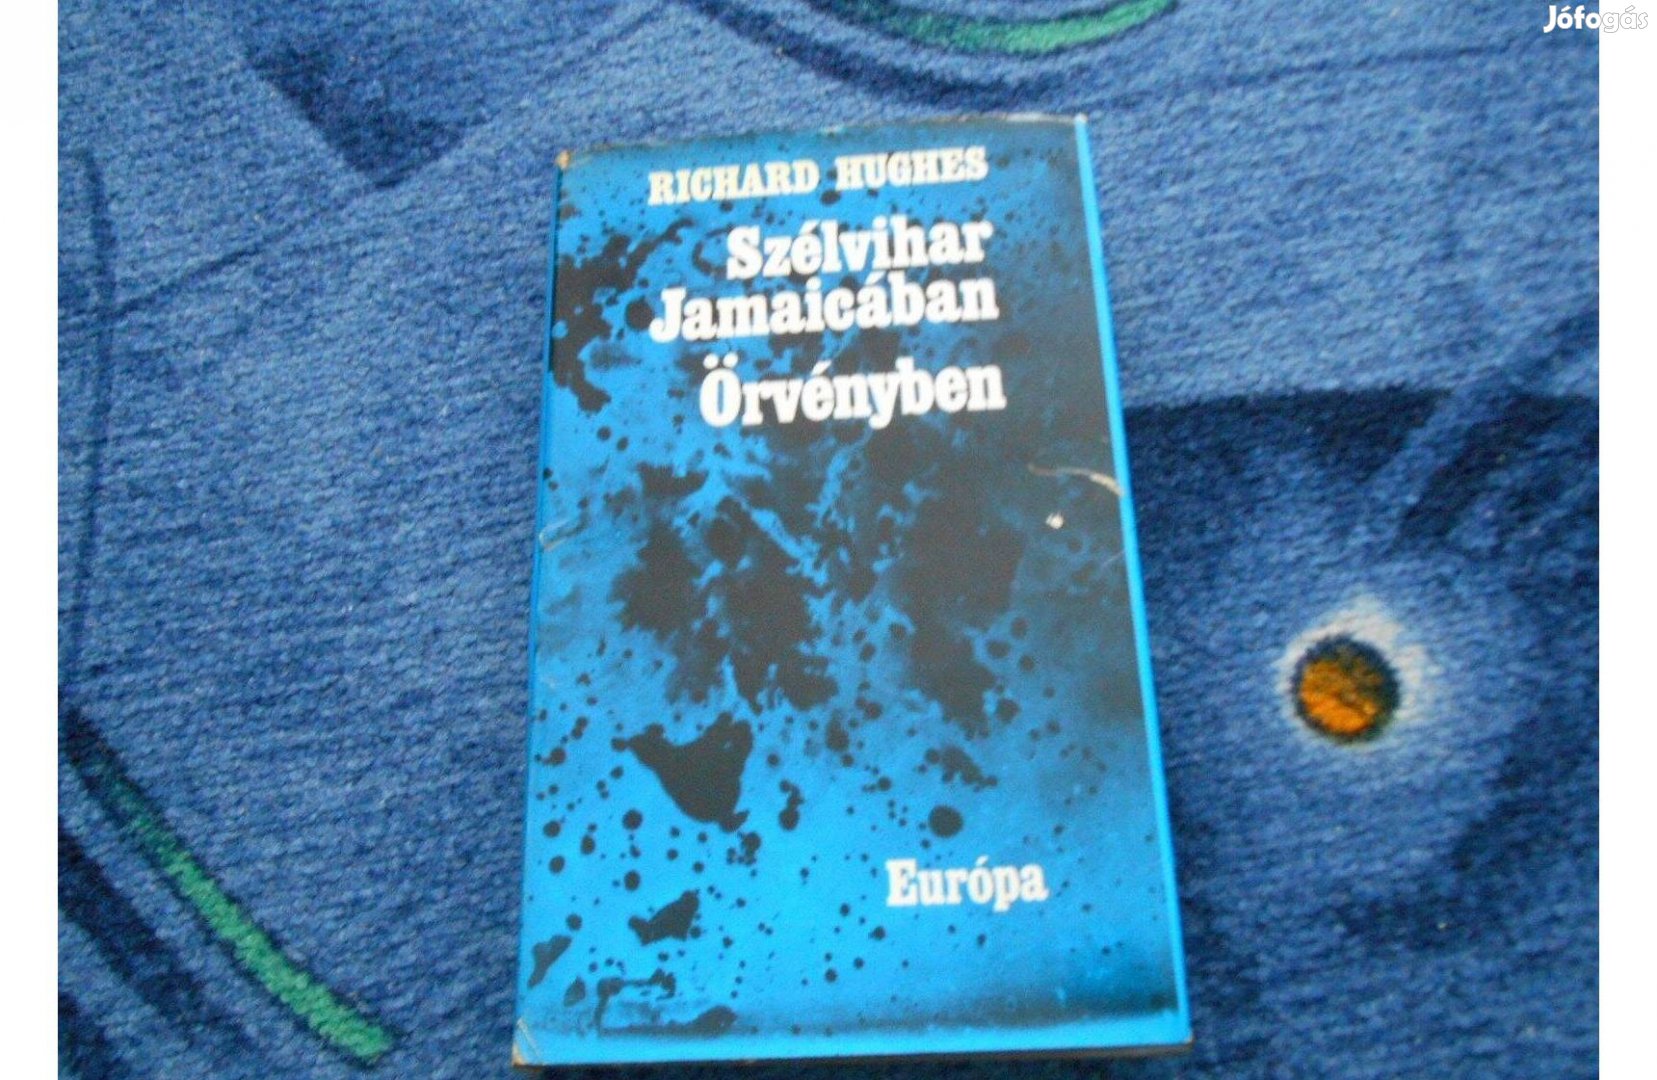 Jófogás
RICHARD HUGHES
Szélvihar
Jamaicában
Örvényben
Európa